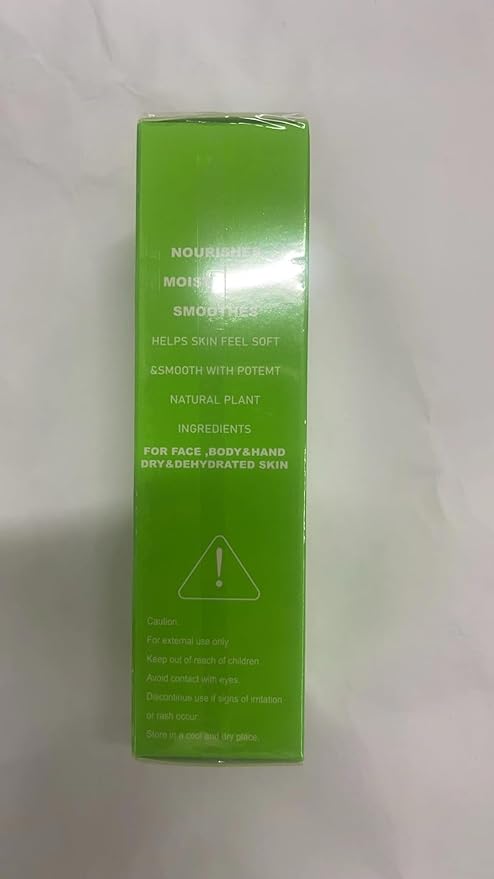 NOURISHES
SMOOTHES
HELPS SKIN FEEL SOFT
&SMOOTH WITH POTEMT
NATURAL PLANT
INGREDIENTS
FOR FACE ,BODY&HAND
DRY&DEHYDRATED SKIN
!
Caution:
For external use only
Keep out of reach of children
Avoid contact with eyes.
Discontinue use if signs of irritation
or rash occur.
Store in a cool and dry place.